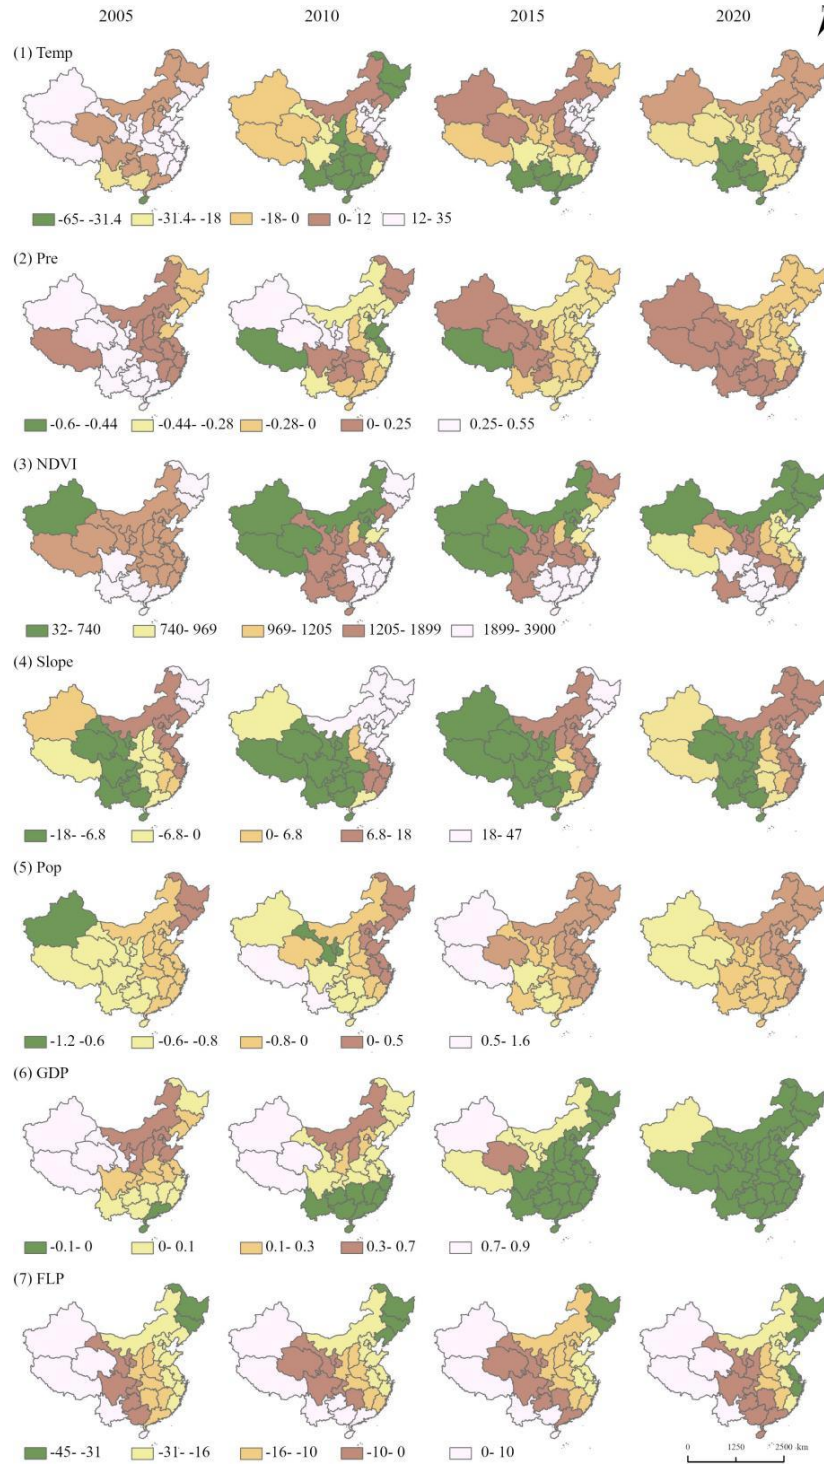 2005 2010 2015 2020
(1) Temp
-65- -31.4 -31.4- -18 -18- 0 0- 12 12- 35
(2) Pre
-0.6- -0.44 -0.44- -0.28 -0.28- 0 0- 0.25 0.25- 0.55
(3) NDVI
32- 740 740- 969 969- 1205 1205- 1899 1899- 3900
(4) Slope
-18- -6.8 -6.8- 0 0- 6.8 6.8- 18 18- 47
(5) Pop
-1.2 -0.6 -0.6- -0.8 -0.8- 0 0- 0.5 0.5- 1.6
(6) GDP
-0.1- 0 0- 0.1 0.1- 0.3 0.3- 0.7 0.7- 0.9
(7) FLP
-45- -31 -31- -16 -16- -10 -10- 0 0- 10
0 1250 2500 km